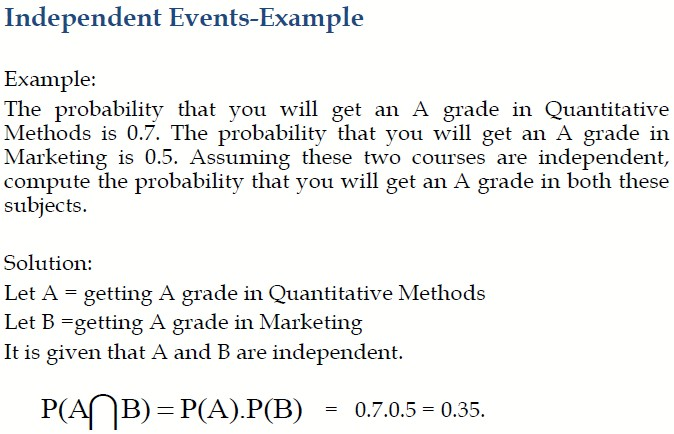 Independent Events-Example
Example:
The probability that you will get an A grade in Quantitative
Methods is 0.7. The probability that you will get an A grade in
Marketing is 0.5. Assuming these two courses are independent,
compute the probability that you will get an A grade in both these
subjects.
Solution:
Let A = getting A grade in Quantitative Methods
Let B =getting A grade in Marketing
It is given that A and B are independent.
P(A⋂B) = P(A).P(B) = 0.7.0.5 = 0.35.